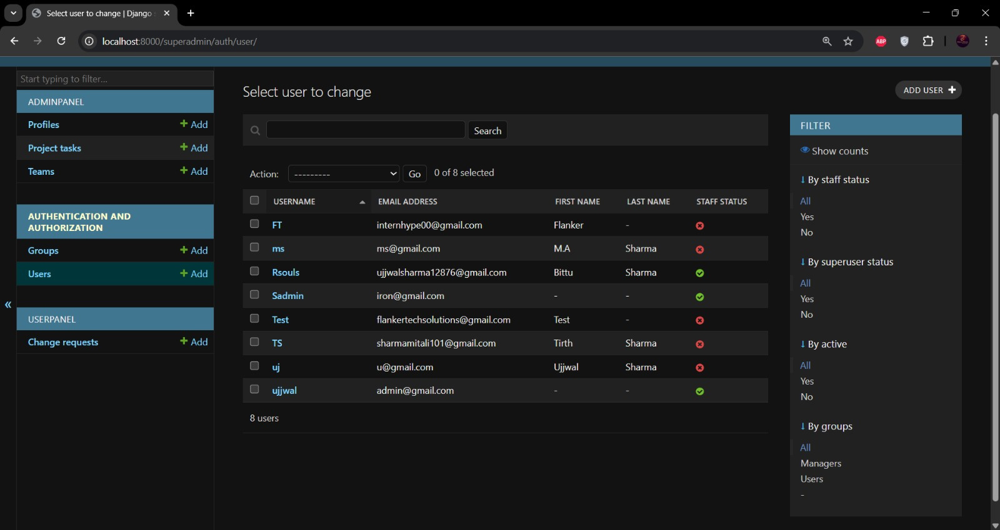 Select user to change | Django
localhost:8000/superadmin/auth/user/
ABP
Start typing to filter...
ADMINPANEL
Profiles + Add
Project tasks + Add
Teams + Add
AUTHENTICATION AND
AUTHORIZATION
Groups + Add
Users + Add
«
USERPANEL
Change requests + Add
Select user to change
ADD USER +
Search
Action: --------- Go 0 of 8 selected
USERNAME EMAIL ADDRESS FIRST NAME LAST NAME STAFF STATUS
FT internhype00@gmail.com Flanker -
ms ms@gmail.com M.A Sharma
Rsouls ujjwalsharma12876@gmail.com Bittu Sharma
Sadmin iron@gmail.com - -
Test flankertechsolutions@gmail.com Test -
TS sharmamitali101@gmail.com Tirth Sharma
uj u@gmail.com Ujjwal Sharma
ujjwal admin@gmail.com - -
8 users
FILTER
Show counts
↓ By staff status
All
Yes
No
↓ By superuser status
All
Yes
No
↓ By active
All
Yes
No
↓ By groups
All
Managers
Users
-